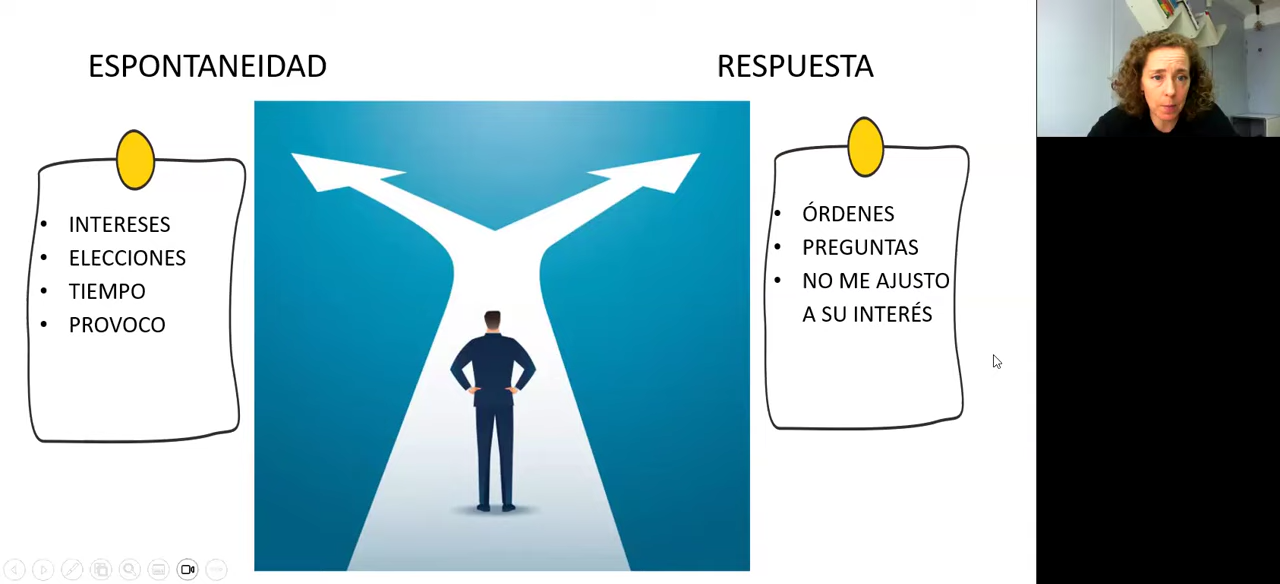 ESPONTANEIDAD
RESPUESTA
INTERESES
ELECCIONES
TIEMPO
PROVOCO
ÓRDENES
PREGUNTAS
NO ME AJUSTO
A SU INTERÉS